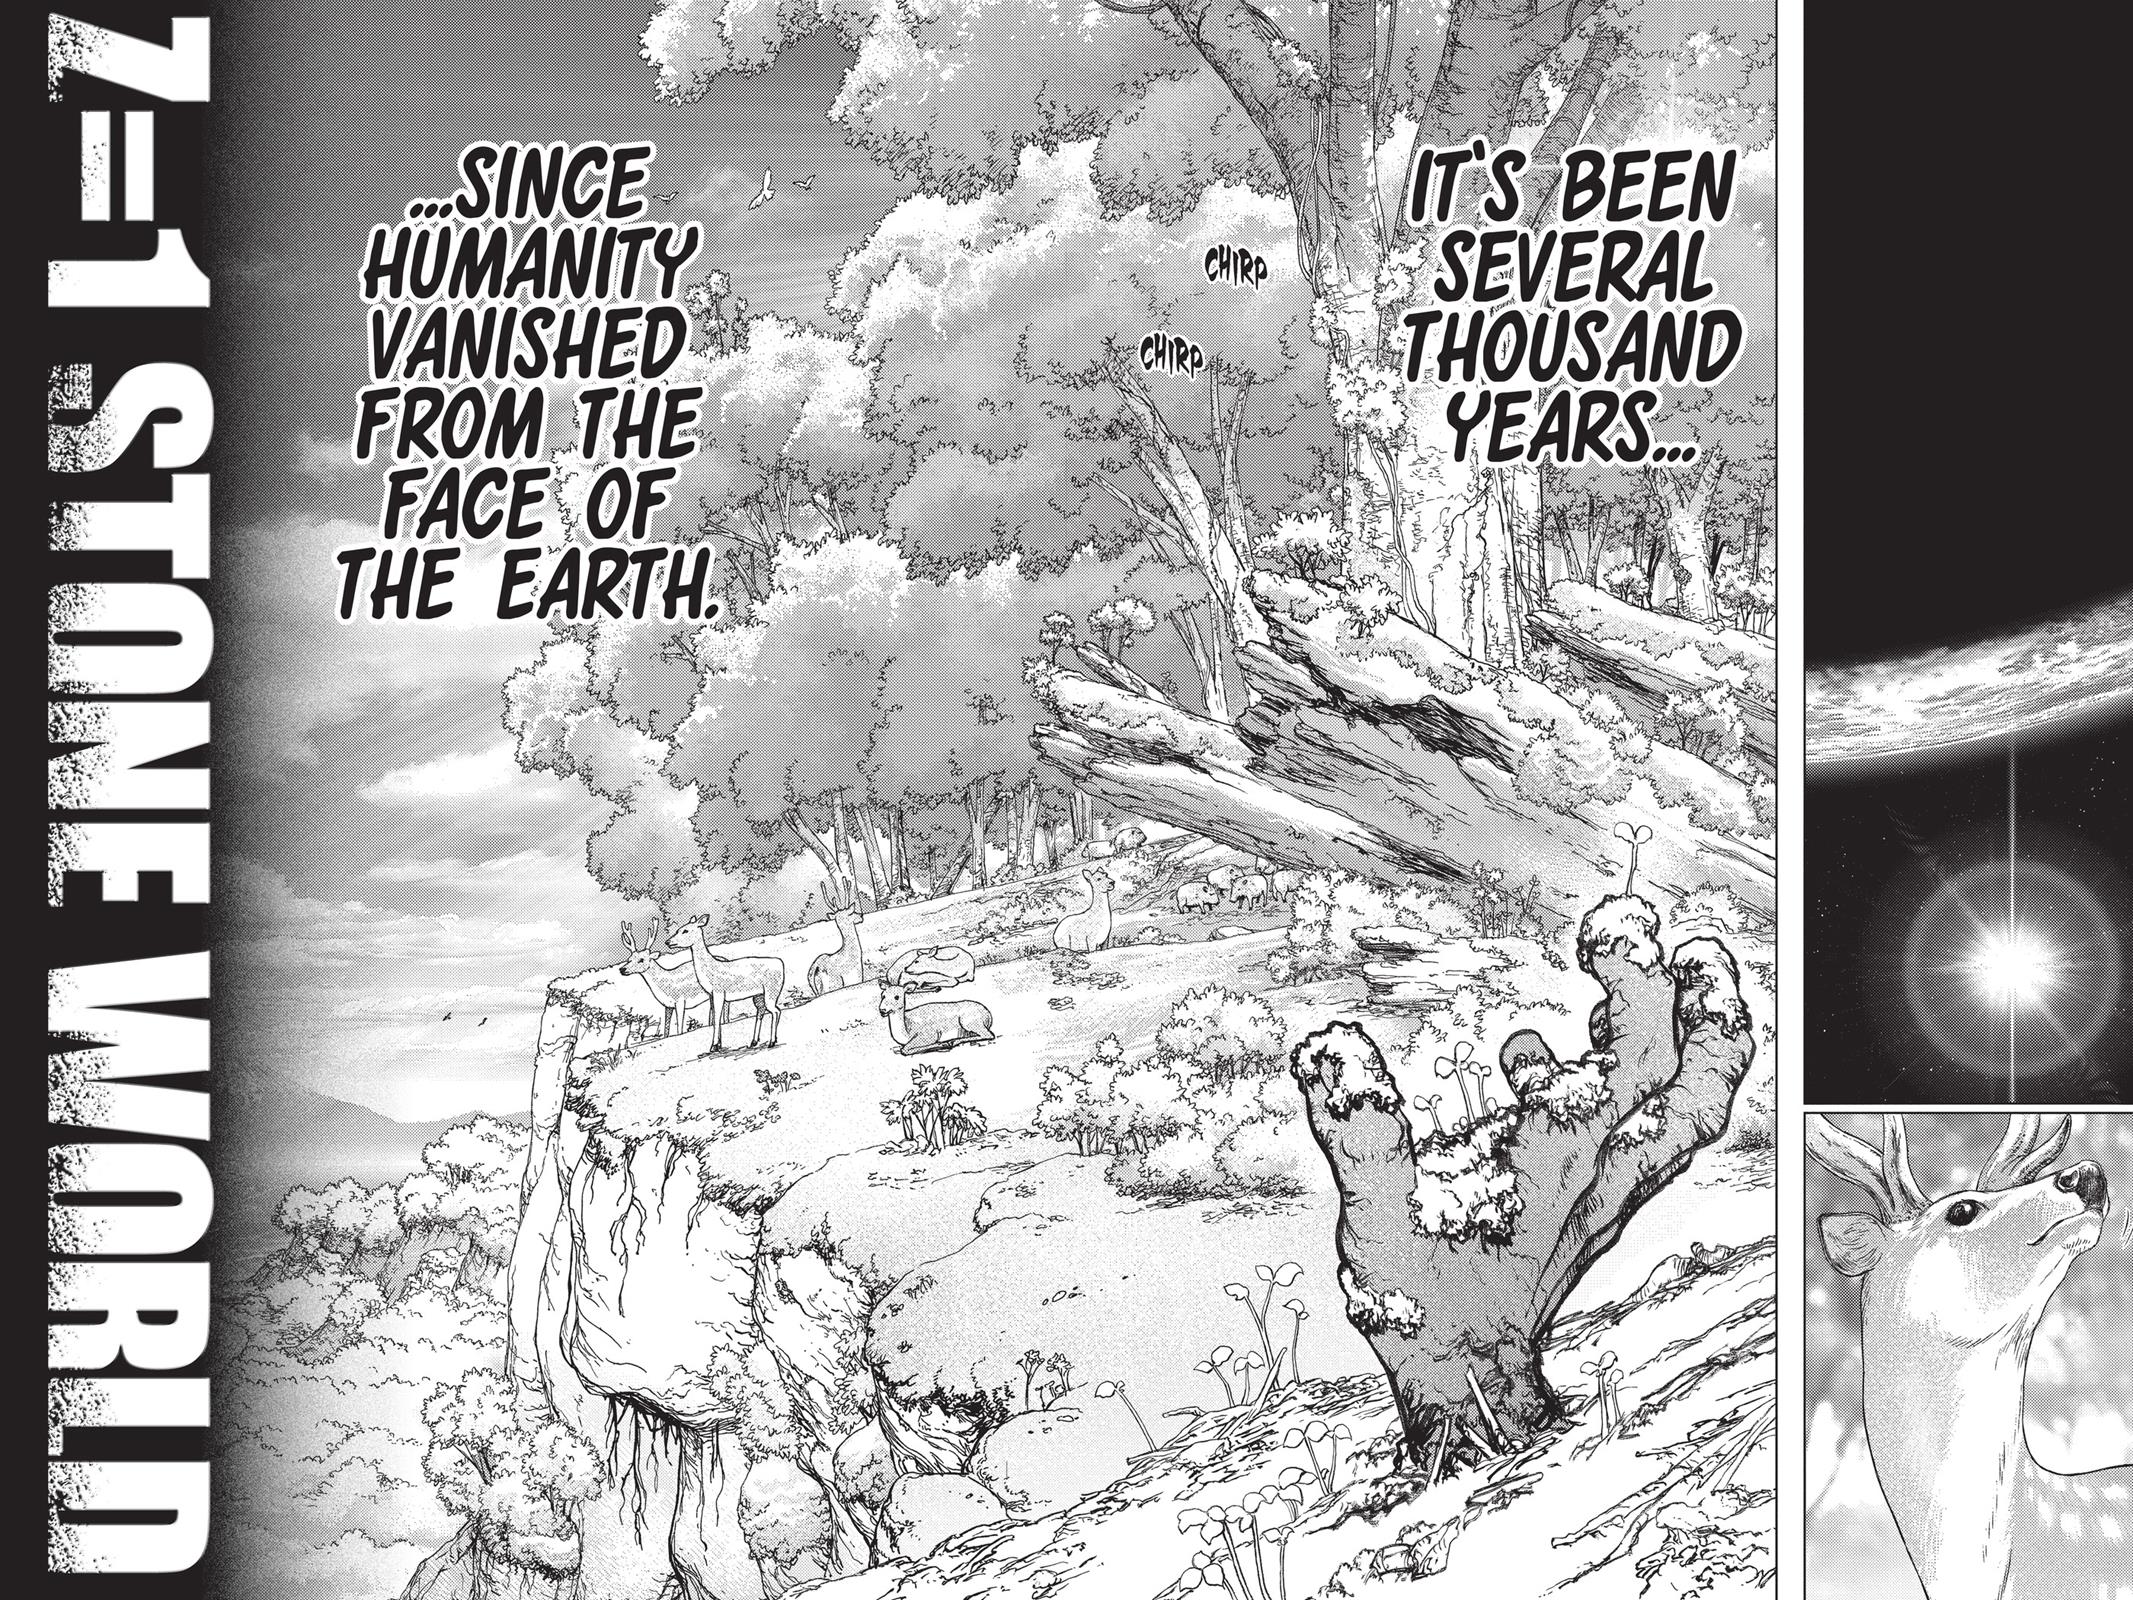 IT'S BEEN
SEVERAL
THOUSAND
YEARS...
CHIRP
CHIRP
...SINCE
HUMANITY
VANISHED
FROM THE
FACE OF
THE EARTH.
Z=1 STONE WORLD